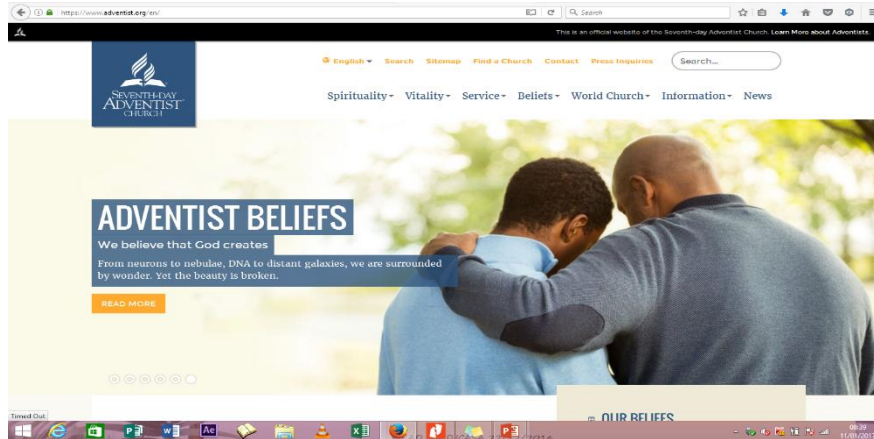 https://www.adventist.org/en/
Search
This is an official website of the Seventh-day Adventist Church. Learn More about Adventists.
English Search Sitemap Find a Church Contact Press Inquiries
Search...
SEVENTH-DAY
ADVENTIST
CHURCH
Spirituality Vitality Service Beliefs World Church Information News
ADVENTIST BELIEFS
We believe that God creates
From neurons to nebulae, DNA to distant galaxies, we are surrounded
by wonder. Yet the beauty is broken.
READ MORE
OUR BELIEFS
Timed Out
Ae
08:39